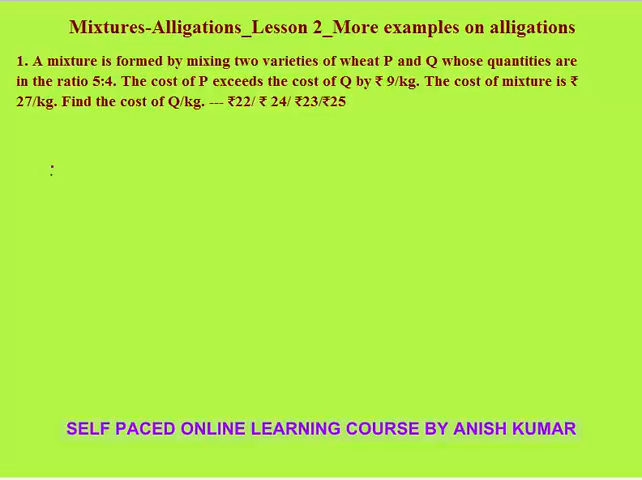 Mixtures-Alligations_Lesson 2_More examples on alligations
1. A mixture is formed by mixing two varieties of wheat P and Q whose quantities are
in the ratio 5:4. The cost of P exceeds the cost of Q by ₹ 9/kg. The cost of mixture is ₹
27/kg. Find the cost of Q/kg. --- ₹22/ ₹ 24/ ₹23/₹25
:
SELF PACED ONLINE LEARNING COURSE BY ANISH KUMAR